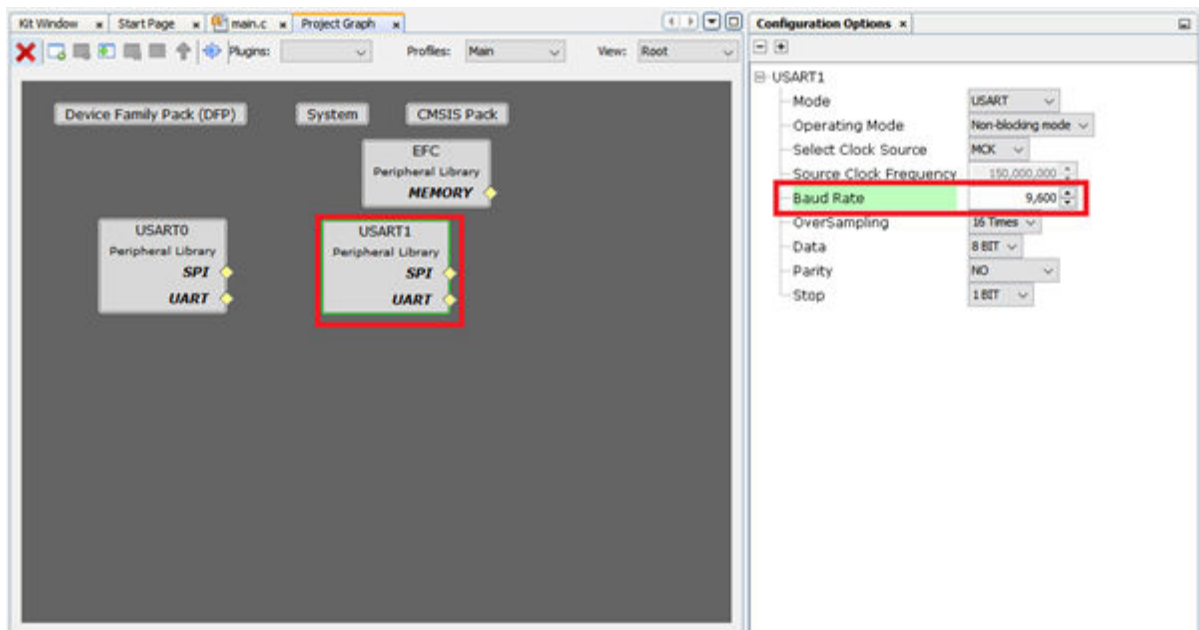 Kit Window Start Page main.c Project Graph
Plugins: Profiles: Main View: Root
Device Family Pack (DFP) System CMSIS Pack
EFC
Peripheral Library
MEMORY
USART0
Peripheral Library
SPI
UART
USART1
Peripheral Library
SPI
UART
Configuration Options
USART1
Mode USART
Operating Mode Non-blocking mode
Select Clock Source MCK
Source Clock Frequency 150,000,000
Baud Rate 9,600
OverSampling 16 Times
Data 8 BIT
Parity NO
Stop 1 BIT